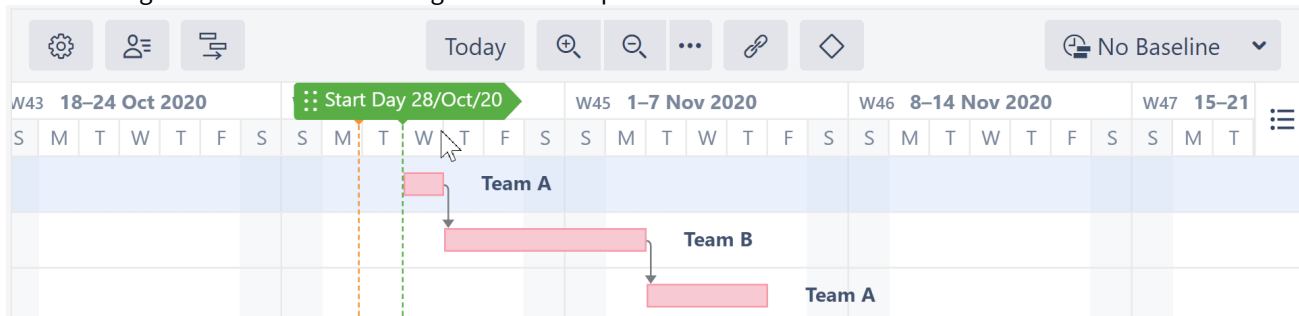 Today No Baseline
W43 18–24 Oct 2020 Start Day 28/Oct/20 W45 1–7 Nov 2020 W46 8–14 Nov 2020 W47 15–21
S M T W T F S S M T W T F S S M T W T F S S M T W T F S S M T
Team A
Team B
Team A